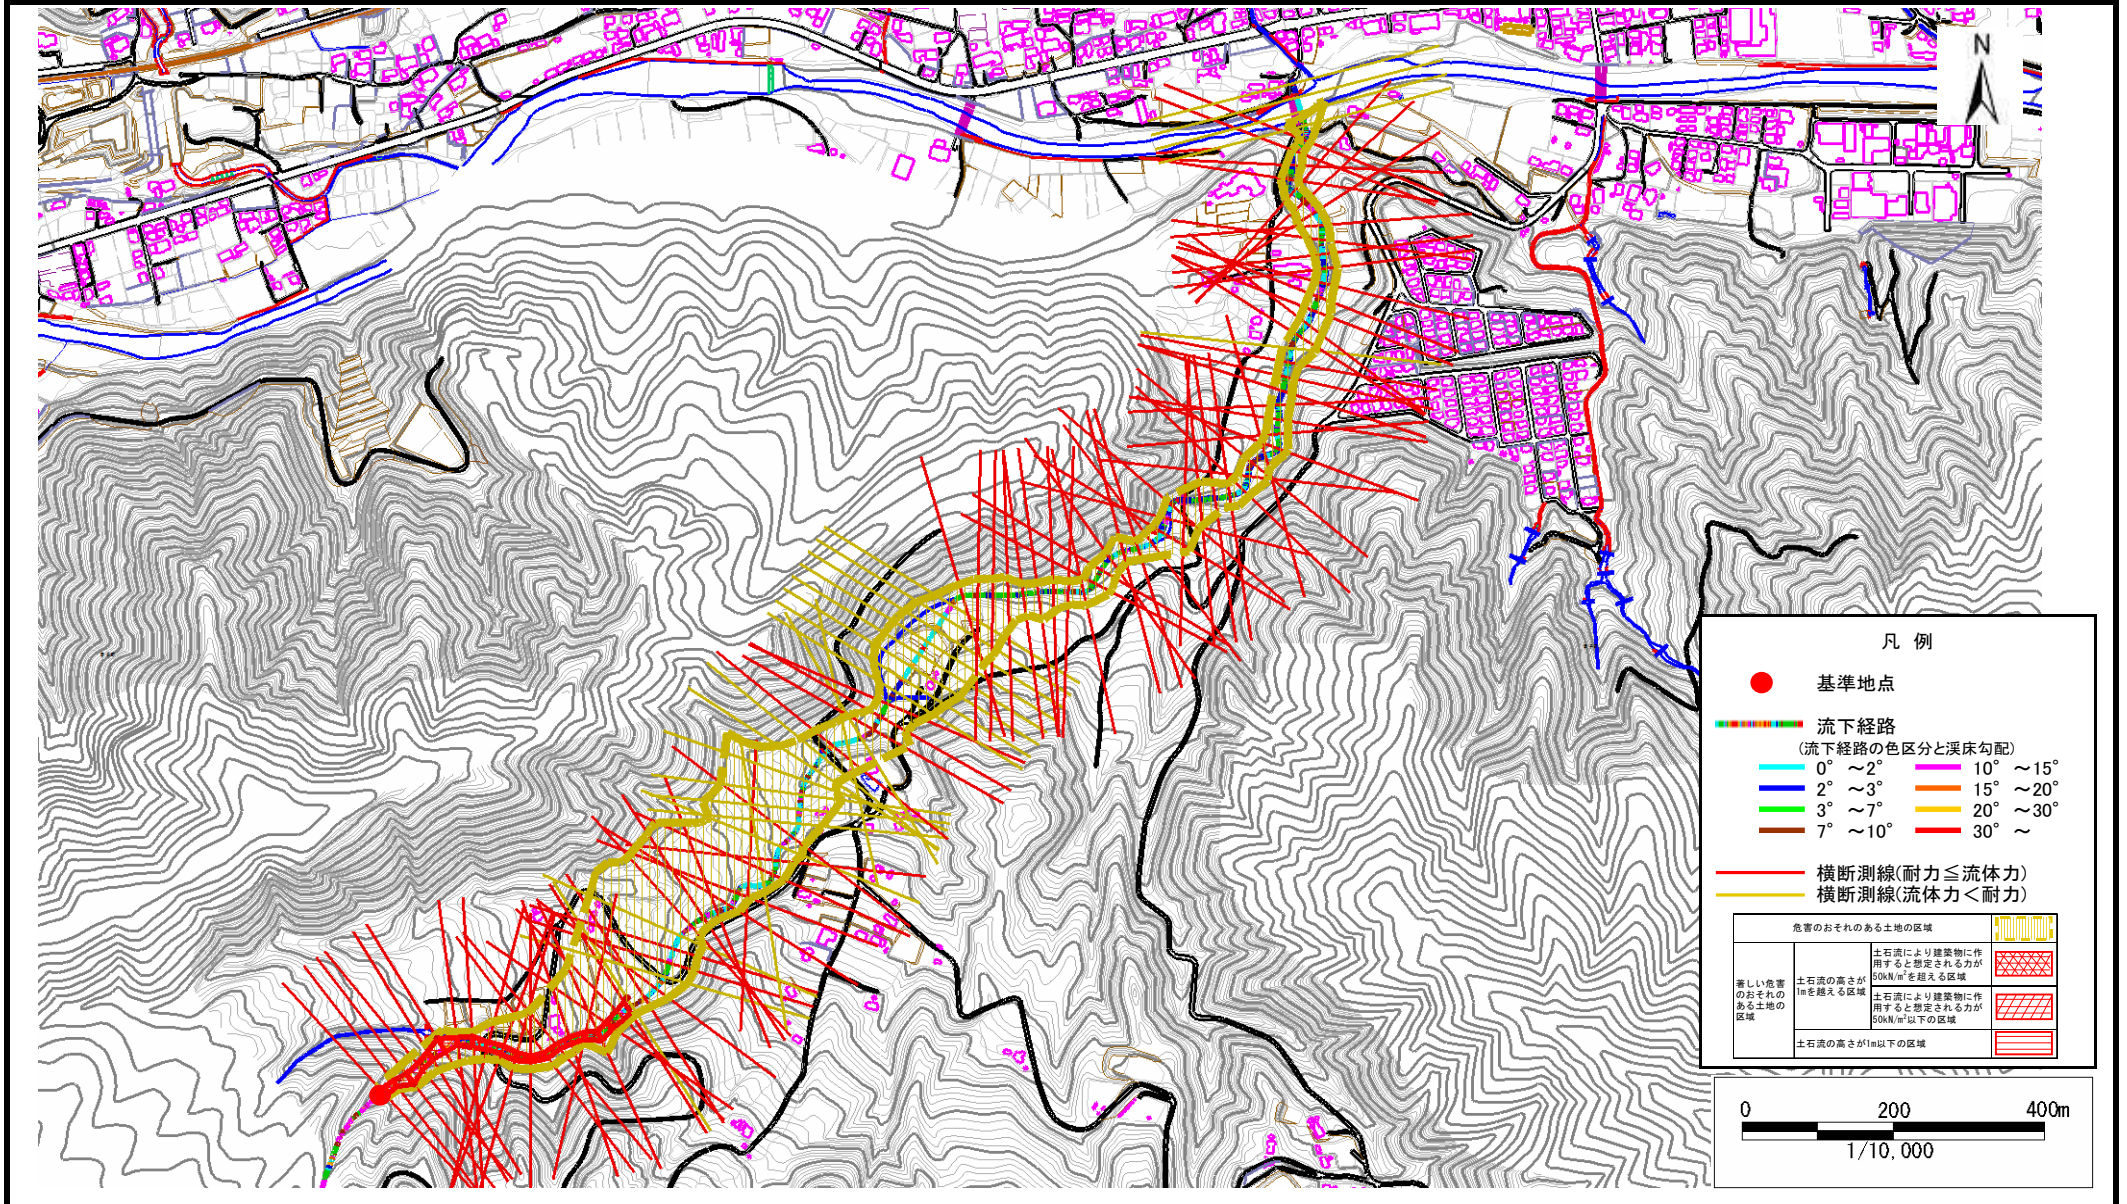 N
凡 例
基準地点
流下経路
(流下経路の色区分と渓床勾配)
0° ～2°
10° ～15°
2° ～3°
15° ～20°
3° ～7°
20° ～30°
7° ～10°
30° ～
横断測線(耐力≦流体力)
横断測線(流体力＜耐力)
危害のおそれのある土地の区域
著しい危害
のおそれの
ある土地の
区域
土石流の高さが
1mを越える区域
土石流により建築物に作
用すると想定される力が
50kN/m²を超える区域
土石流により建築物に作
用すると想定される力が
50kN/m²以下の区域
土石流の高さが1m以下の区域
0 200 400m
1/10,000